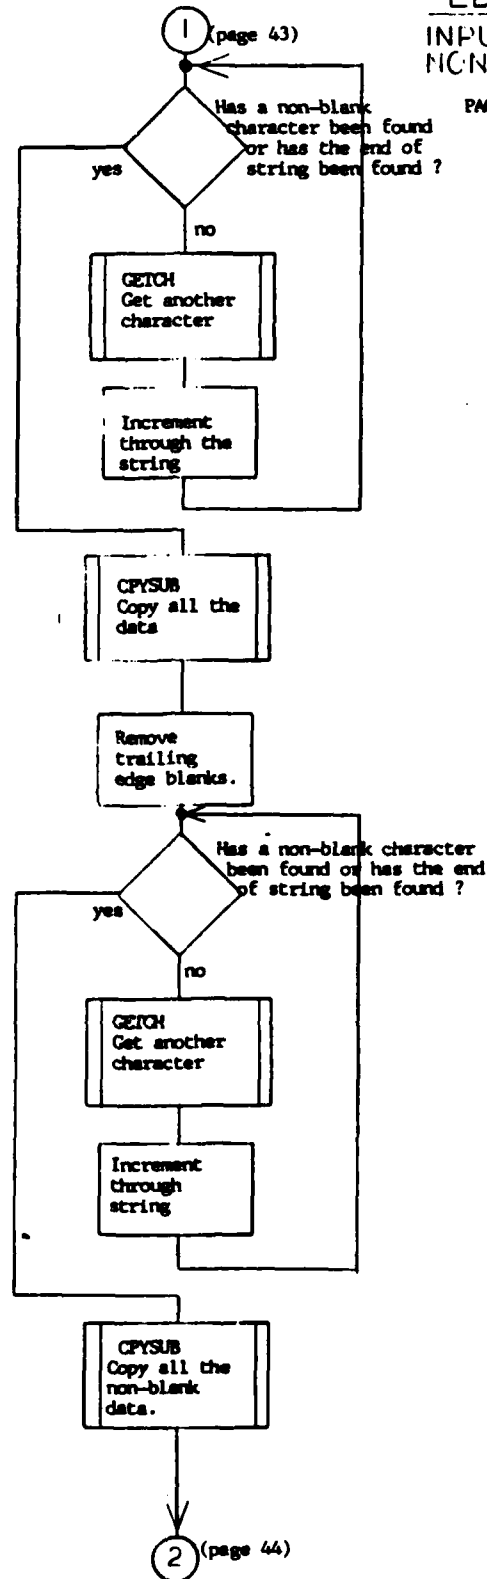 1 (page 43)
Has a non-blank
character been found
or has the end of
string been found ?
yes
no
GETCH
Get another
character
Increment
through the
string
CPYSUB
Copy all the
data
Remove
trailing
edge blanks.
Has a non-blank character
been found or has the end
of string been found ?
yes
no
GETCH
Get another
character
Increment
through
string
CPYSUB
Copy all the
non-blank
data.
2 (page 44)